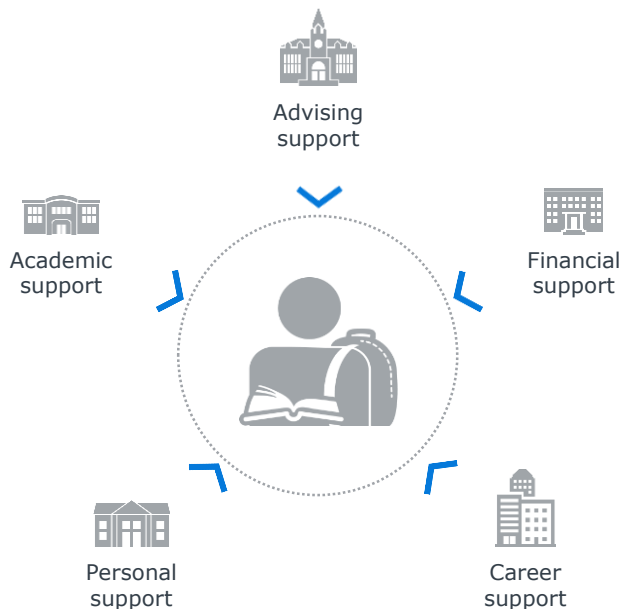 Advising
support
Academic
support
Financial
support
Personal
support
Career
support